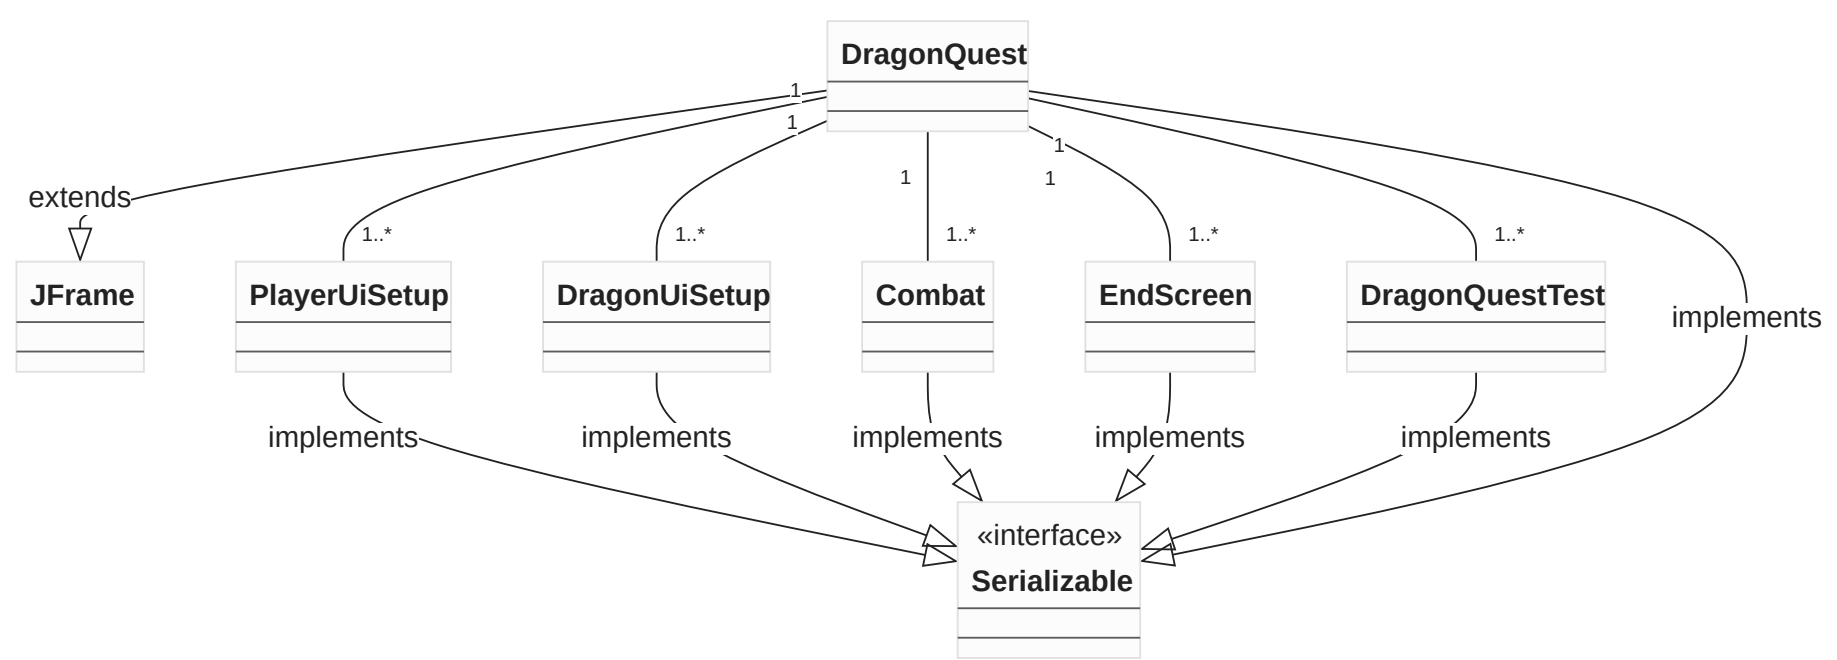 DragonQuest
1
1
1
1
1
extends
1..*
1..*
1..*
1..*
1..*
JFrame
PlayerUiSetup
DragonUiSetup
Combat
EndScreen
DragonQuestTest
implements
implements
implements
implements
implements
implements
«interface»
Serializable